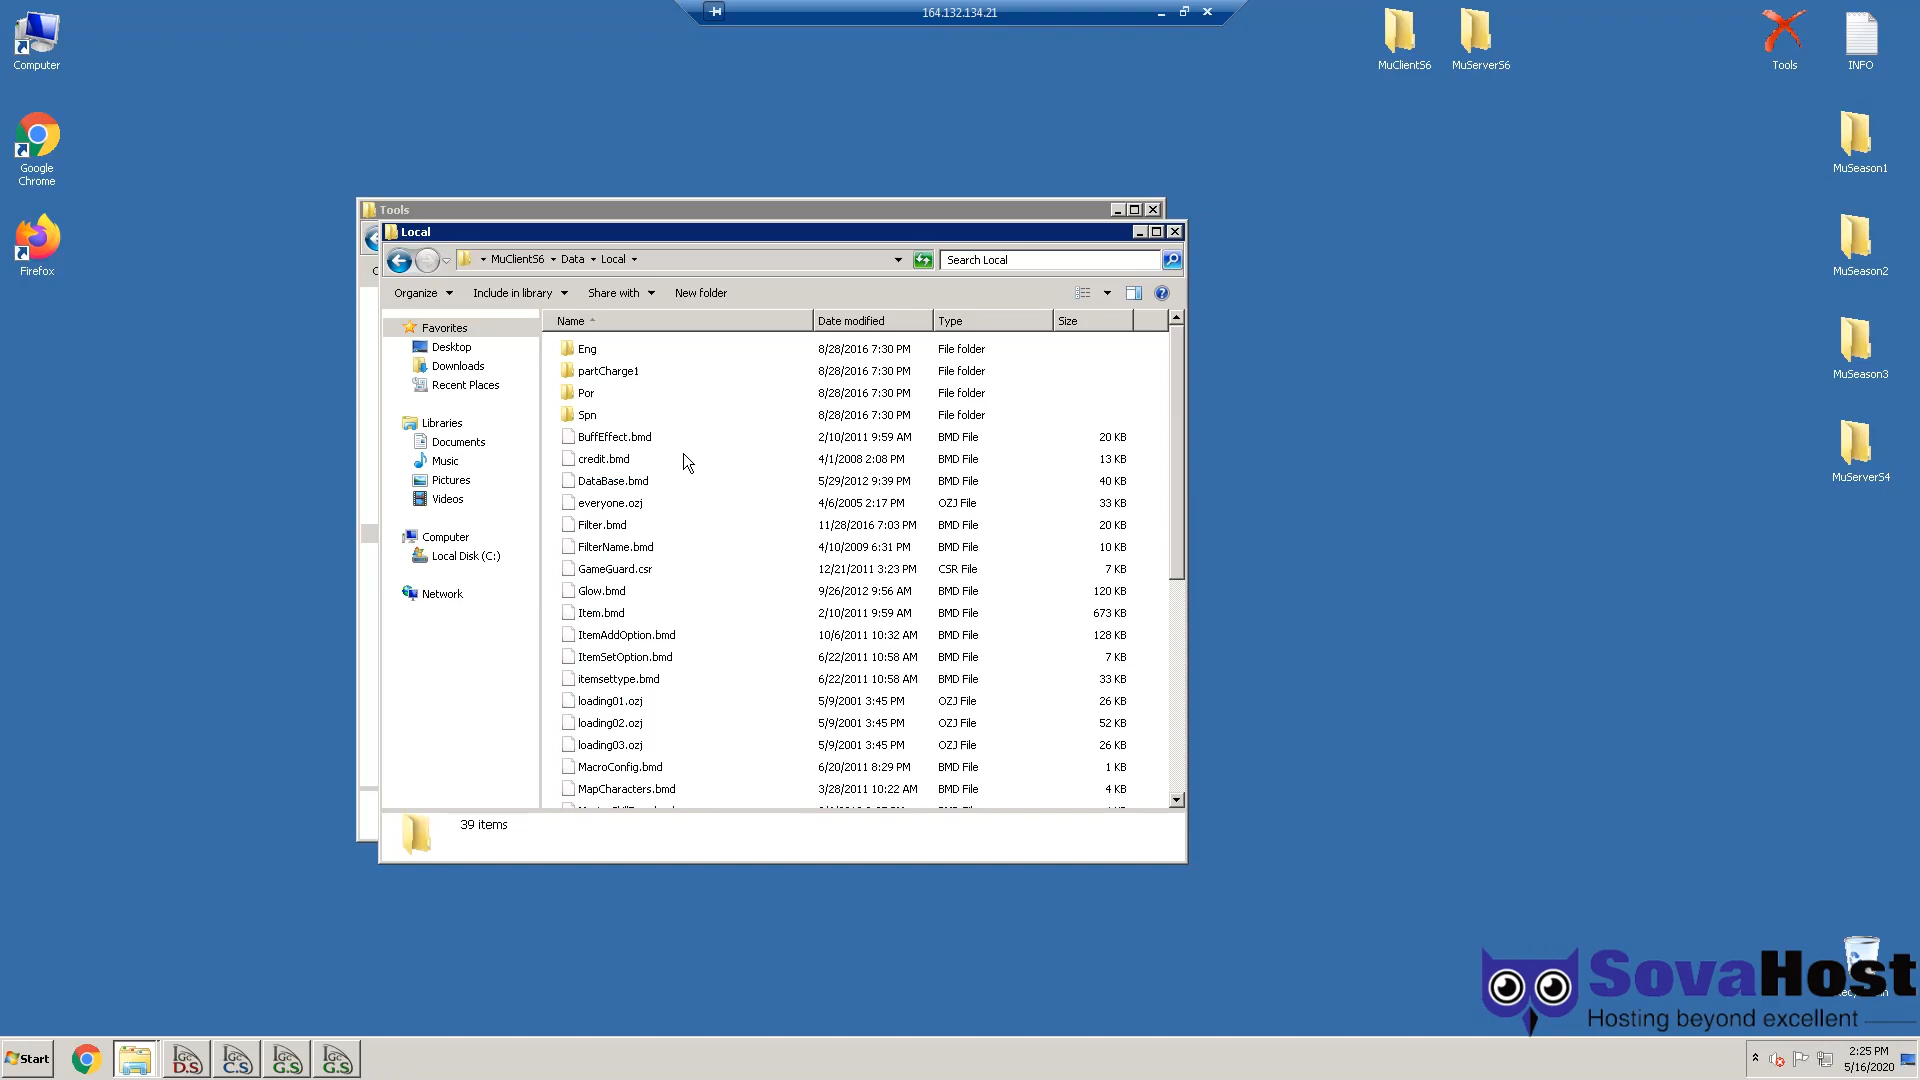 164.132.134.21
Computer
Google
Chrome
Firefox
MuClientS6
MuServerS6
Tools
INFO
MuSeason1
MuSeason2
MuSeason3
MuServerS4
Tools
Local
MuClientS6 Data Local
Search Local
Organize Include in library Share with New folder
Favorites
Desktop
Downloads
Recent Places
Libraries
Documents
Music
Pictures
Videos
Computer
Local Disk (C:)
Network
Name Date modified Type Size
Eng 8/28/2016 7:30 PM File folder
partCharge1 8/28/2016 7:30 PM File folder
Por 8/28/2016 7:30 PM File folder
Spn 8/28/2016 7:30 PM File folder
BuffEffect.bmd 2/10/2011 9:59 AM BMD File 20 KB
credit.bmd 4/1/2008 2:08 PM BMD File 13 KB
DataBase.bmd 5/29/2012 9:39 PM BMD File 40 KB
everyone.ozj 4/6/2005 2:17 PM OZJ File 33 KB
Filter.bmd 11/28/2016 7:03 PM BMD File 20 KB
FilterName.bmd 4/10/2009 6:31 PM BMD File 10 KB
GameGuard.csr 12/21/2011 3:23 PM CSR File 7 KB
Glow.bmd 9/26/2012 9:56 AM BMD File 120 KB
Item.bmd 2/10/2011 9:59 AM BMD File 673 KB
ItemAddOption.bmd 10/6/2011 10:32 AM BMD File 128 KB
ItemSetOption.bmd 6/22/2011 10:58 AM BMD File 7 KB
itemsettype.bmd 6/22/2011 10:58 AM BMD File 33 KB
loading01.ozj 5/9/2001 3:45 PM OZJ File 26 KB
loading02.ozj 5/9/2001 3:45 PM OZJ File 52 KB
loading03.ozj 5/9/2001 3:45 PM OZJ File 26 KB
MacroConfig.bmd 6/20/2011 8:29 PM BMD File 1 KB
MapCharacters.bmd 3/28/2011 10:22 AM BMD File 4 KB
39 items
SovaHost
Hosting beyond excellent
Start
IGC D.S
IGC C.S
IGC G.S
IGC G.S
2:25 PM
5/16/2020